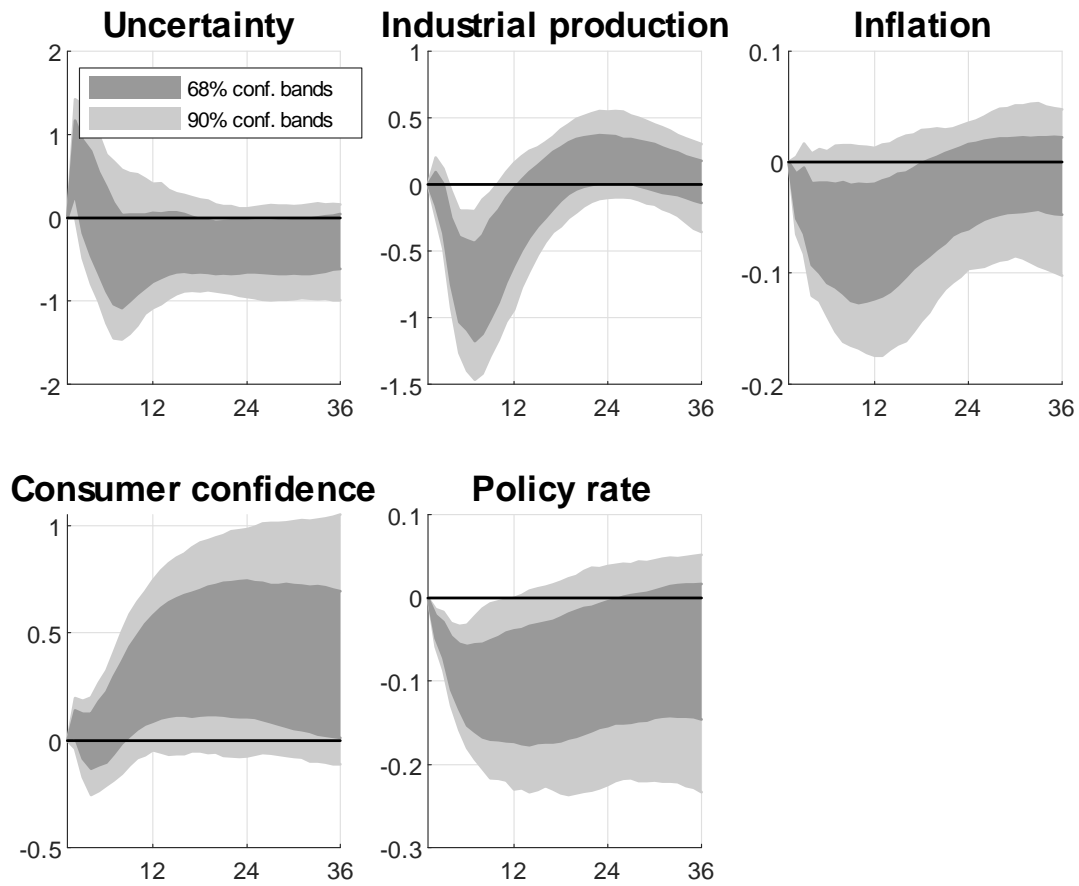 Uncertainty
2
1
0
-1
-2
12 24 36
68% conf. bands
90% conf. bands
Industrial production
1
0.5
0
-0.5
-1
-1.5
12 24 36
Inflation
0.1
0
-0.1
-0.2
12 24 36
Consumer confidence
1
0.5
0
-0.5
12 24 36
Policy rate
0.1
0
-0.1
-0.2
-0.3
12 24 36